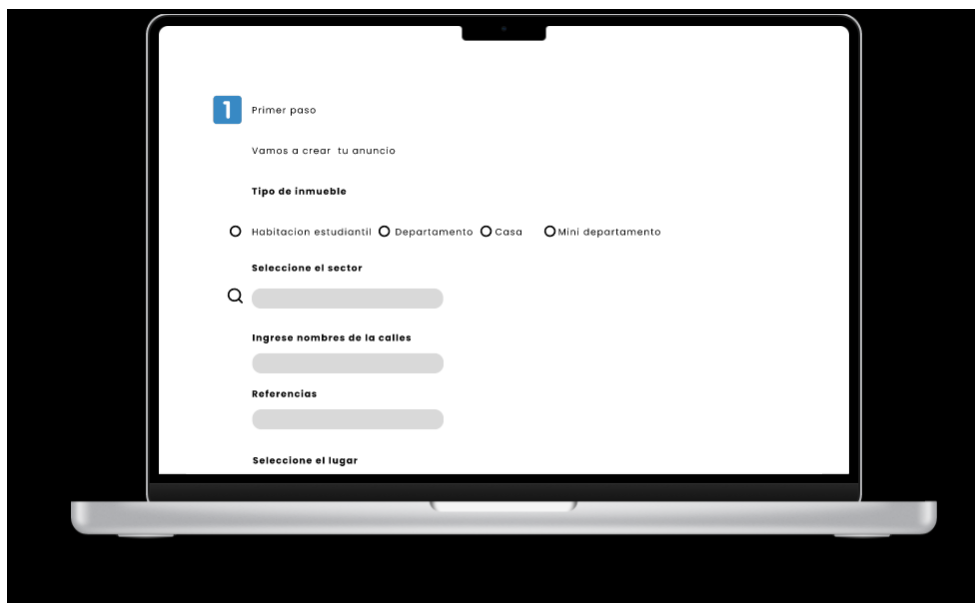 1 Primer paso
Vamos a crear tu anuncio
Tipo de inmueble
Habitacion estudiantil Departamento Casa Mini departamento
Seleccione el sector
Ingrese nombres de la calles
Referencias
Seleccione el lugar